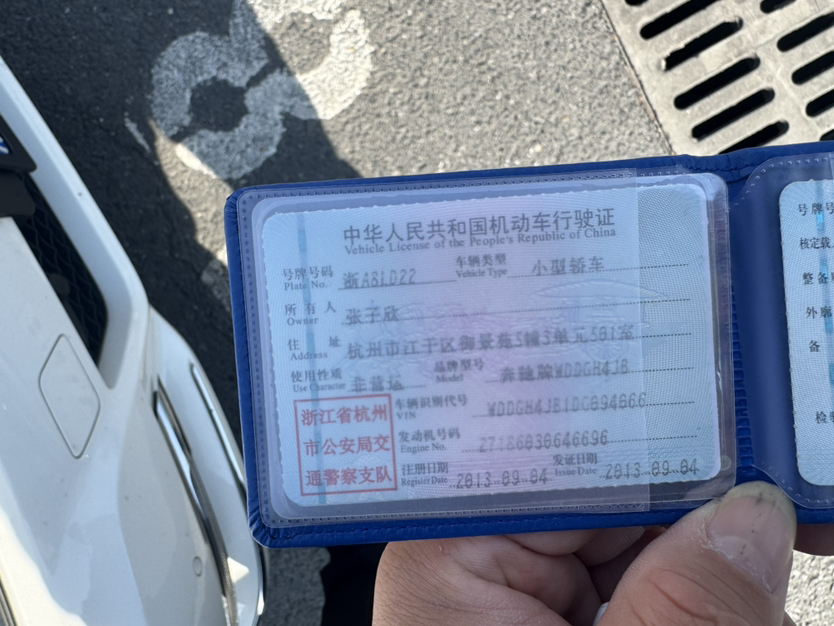 中华人民共和国机动车行驶证
Vehicle License of the People's Republic of China
号牌号码 浙A8LD22 车辆类型 小型轿车
Plate No. Vehicle Type
所有人 张子欣
Owner
住址 杭州市江干区御景苑5幢3单元501室
Address
使用性质 非营运 品牌型号 奔驰牌WDDGH4JB
Use Character Model
浙江省杭州
市公安局交
通警察支队
车辆识别代号 WDDGH4JB1DG094066
VIN
发动机号码 27186030646696
Engine No.
注册日期 2013-09-04 发证日期 2013-09-04
Register Date Issue Date
号牌号
核定载
整备
外廓
备
检验